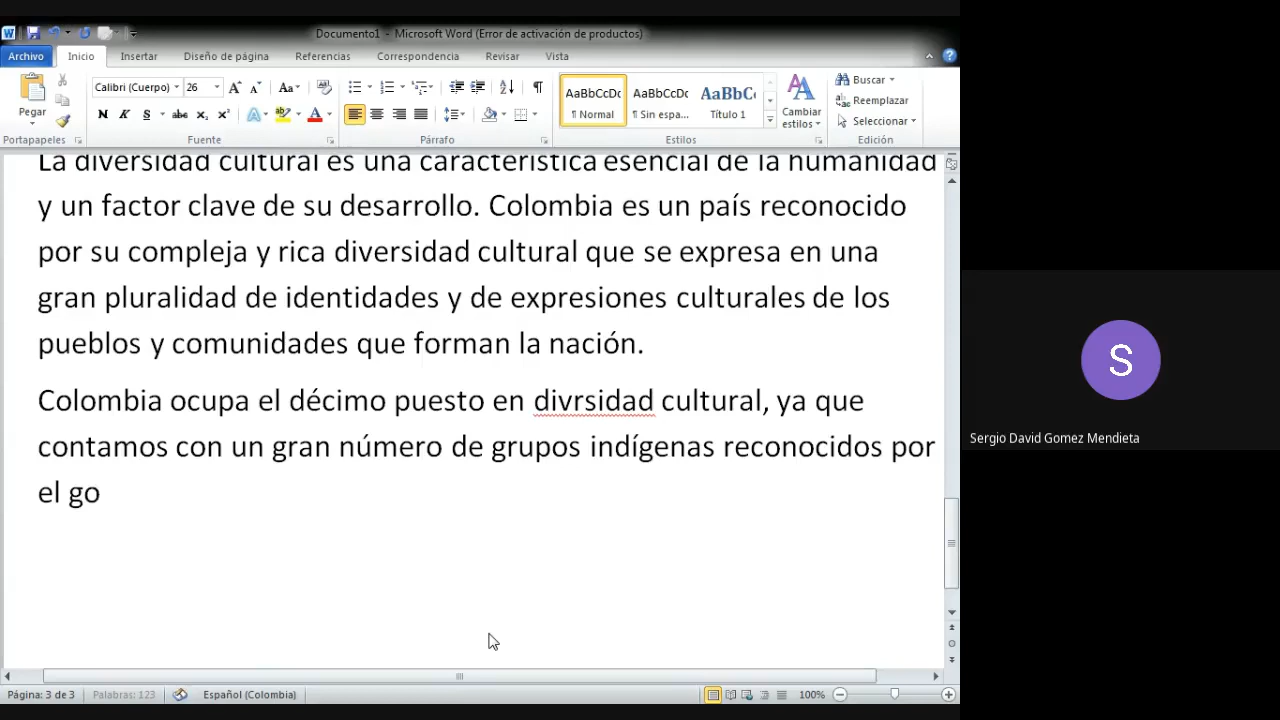 Documento1 - Microsoft Word (Error de activación de productos)
Archivo Inicio Insertar Diseño de página Referencias Correspondencia Revisar Vista
Pegar
Calibri (Cuerpo) 26
Aa
N K S abc x₂ x² A ab A
AaBbCcDc AaBbCcDc AaBbCc
¶ Normal ¶ Sin espa... Título 1
Cambiar estilos
Buscar
Reemplazar
Seleccionar
Portapapeles Fuente Párrafo Estilos Edición
La diversidad cultural es una característica esencial de la humanidad
y un factor clave de su desarrollo. Colombia es un país reconocido
por su compleja y rica diversidad cultural que se expresa en una
gran pluralidad de identidades y de expresiones culturales de los
pueblos y comunidades que forman la nación.
Colombia ocupa el décimo puesto en divrsidad cultural, ya que
contamos con un gran número de grupos indígenas reconocidos por
el go
Página: 3 de 3 Palabras: 123 Español (Colombia) 100%
S
Sergio David Gomez Mendieta